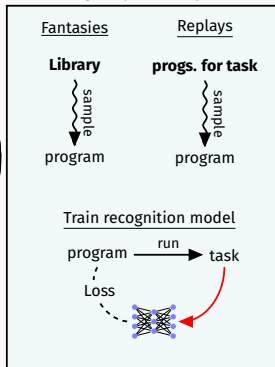 Fantasies
Replays
Library
progs. for task
sample
sample
program
program
Train recognition model
program
run
task
Loss